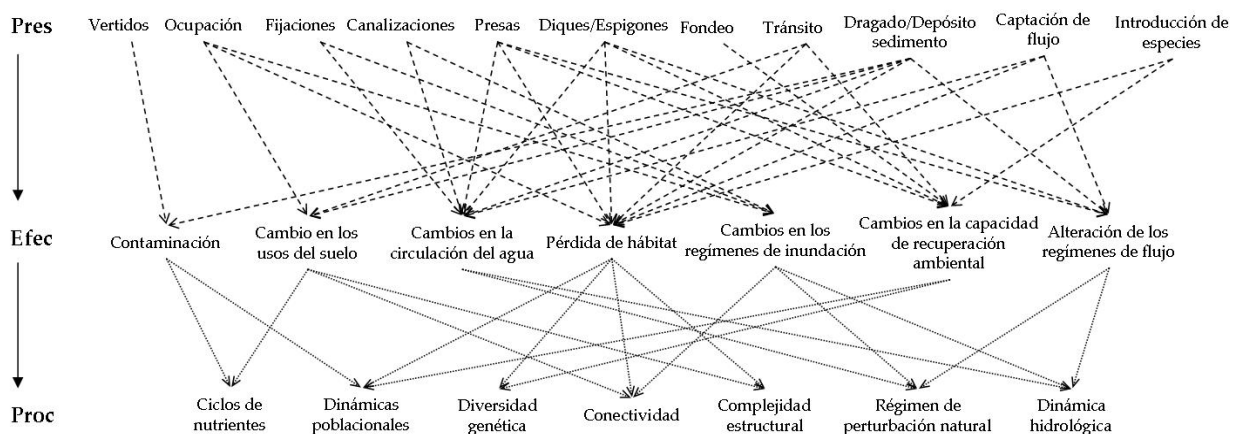 Pres
Vertidos
Ocupación
Fijaciones
Canalizaciones
Presas
Diques/Espigones
Fondeo
Tránsito
Dragado/Depósito
sedimento
Captación de
flujo
Introducción de
especies
Efec
Contaminación
Cambio en los
usos del suelo
Cambios en la
circulación del agua
Pérdida de hábitat
Cambios en los
regímenes de inundación
Cambios en la capacidad
de recuperación
ambiental
Alteración de los
regímenes de flujo
Proc
Ciclos de
nutrientes
Dinámicas
poblacionales
Diversidad
genética
Conectividad
Complejidad
estructural
Régimen de
perturbación natural
Dinámica
hidrológica